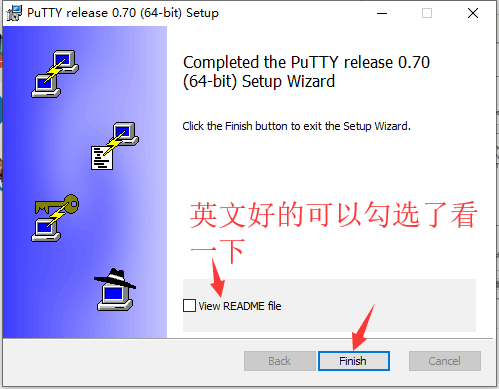 PuTTY release 0.70 (64-bit) Setup
Completed the PuTTY release 0.70
(64-bit) Setup Wizard
Click the Finish button to exit the Setup Wizard.
英文好的可以勾选了看
一下
View README file
Back
Finish
Cancel